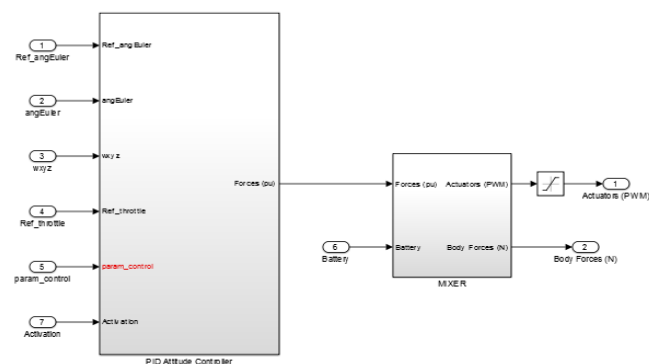 1
Ref_angEuler
Ref_angEuler
2
angEuler
angEuler
3
wxyz
wxyz
Forces (pu)
4
Ref_throttle
Ref_throttle
5
param_control
param_control
7
Activation
Activation
PID Attitude Controller
Forces (pu)
Actuators (PWM)
1
Actuators (PWM)
6
Battery
Battery
Body Forces (N)
2
Body Forces (N)
MIXER